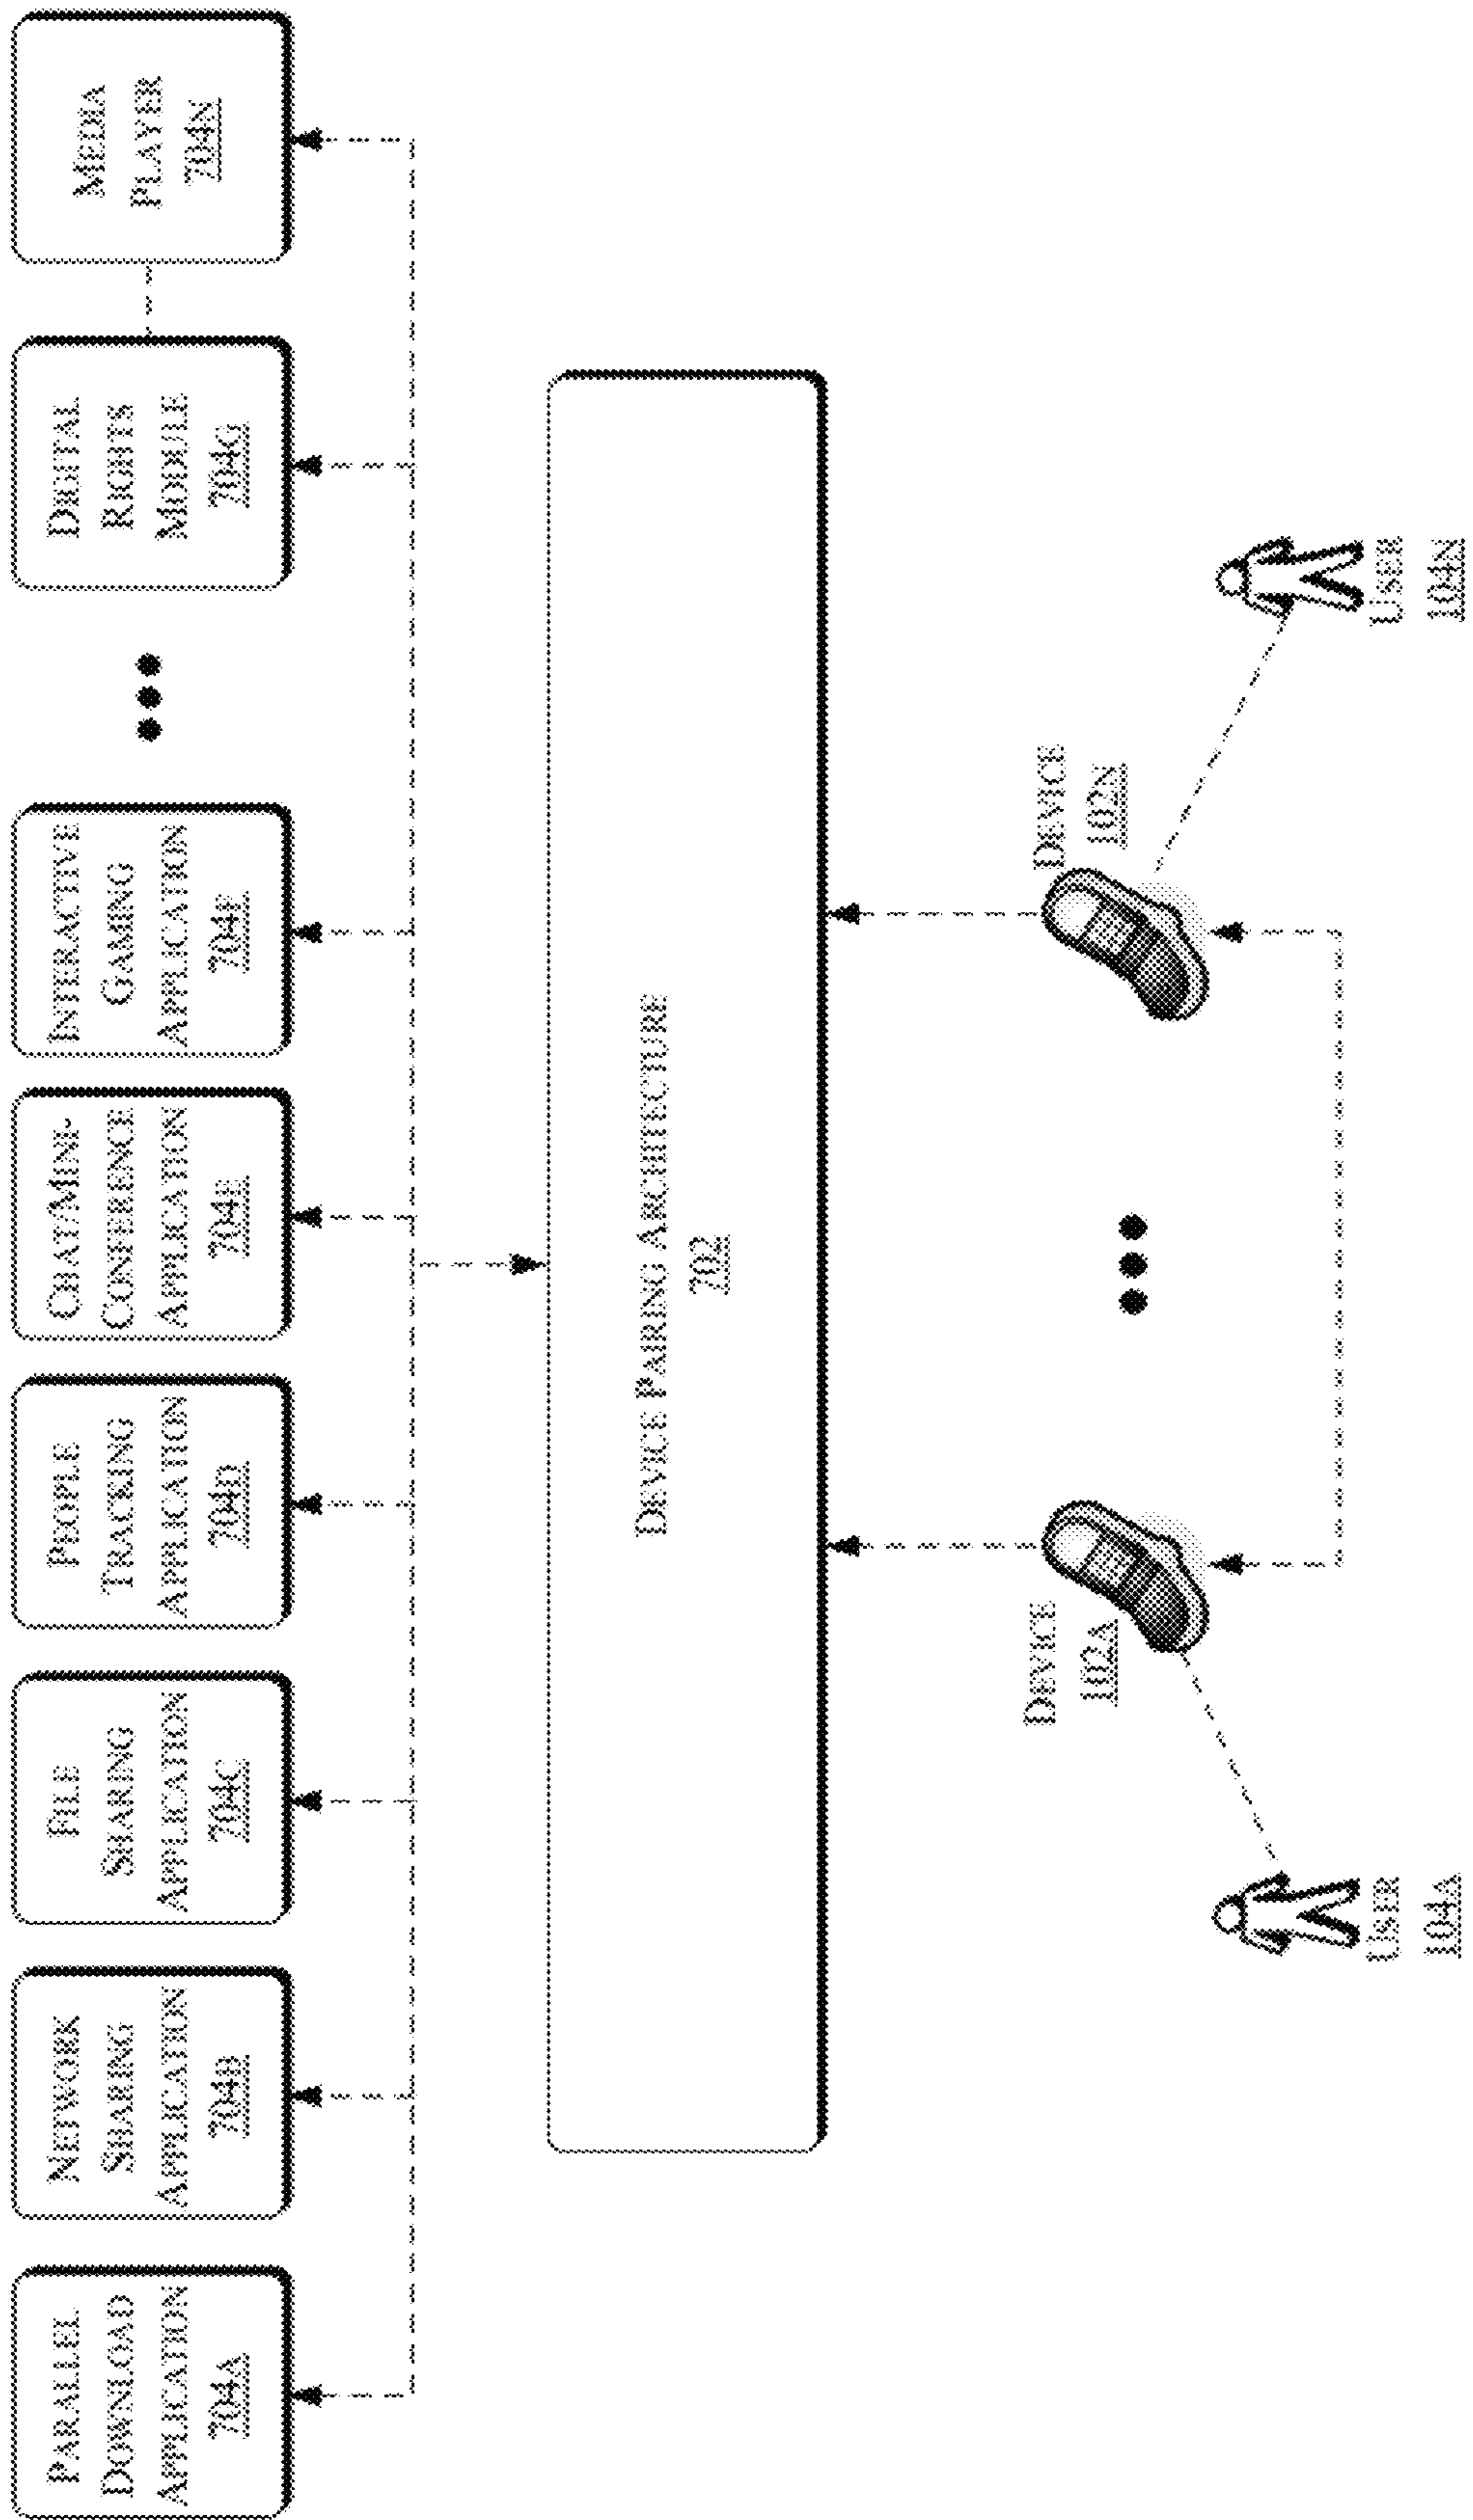 PARALLEL
DOWNLOAD
APPLICATION
704A
NETWORK
SHARING
APPLICATION
704B
FILE
SHARING
APPLICATION
704C
PEOPLE
TRACING
APPLICATION
704D
CHAT/MINI-
CONFERENCE
APPLICATION
704E
INTERACTIVE
GAMING
APPLICATION
704F
DIGITAL
RIGHTS
MODULE
704G
MEDIA
PLAYER
704N
DEVICE PAIRING ARCHITECTURE
702
DEVICE
102A
DEVICE
102N
USER
104A
USER
104N